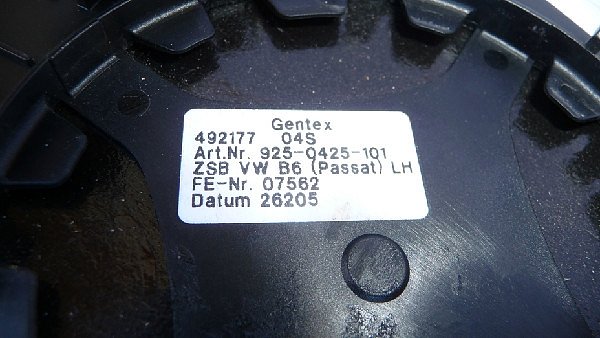 Gentex
492177 04S
Art.Nr. 925-0425-101
ZSB VW B6 (Passat) LH
FE-Nr. 07562
Datum 26205